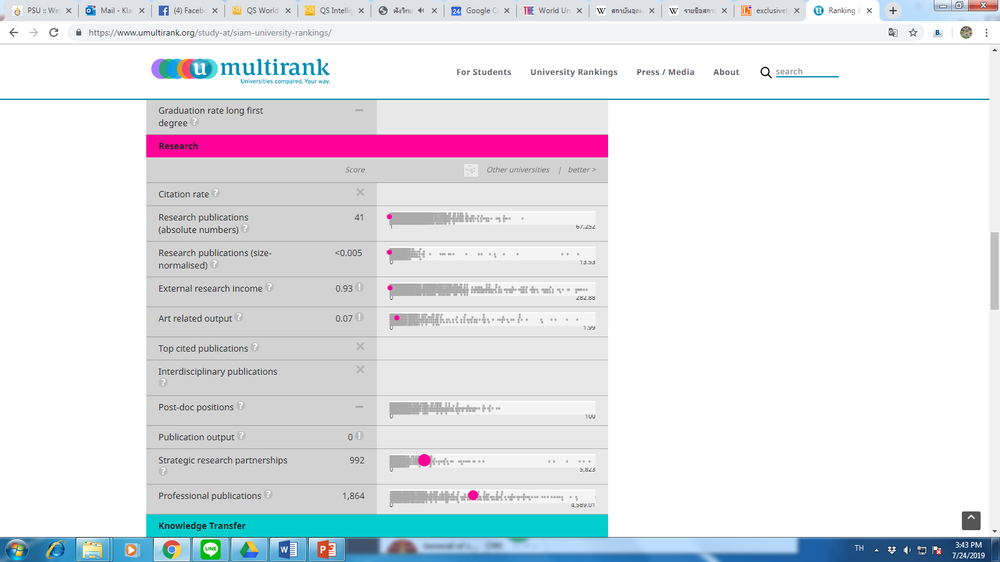 PSU :: We
Mail - Kla
(4) Faceb
QS World
QS Intelli
ฟังวิทย
Google C
World Un
สถาบันอุดม
รายชื่อสถา
exclusivel
Ranking &
https://www.umultirank.org/study-at/siam-university-rankings/
B.
u multirank
Universities compared. Your way.
For Students
University Rankings
Press / Media
About
search
Graduation rate long first
degree ?
–
Research
Score
Other universities | better >
Citation rate ?
Research publications
(absolute numbers) ?
41
1
67,252
Research publications (size-
normalised) ?
<0.005
0
13.53
External research income ?
0.93 !
0
282.88
Art related output ?
0.07 !
0
1.99
Top cited publications ?
Interdisciplinary publications
?
Post-doc positions ?
–
0
100
Publication output ?
0 !
Strategic research partnerships
?
992
0
5,823
Professional publications ?
1,864
0
4,589.01
Knowledge Transfer
TH
3:43 PM
7/24/2019